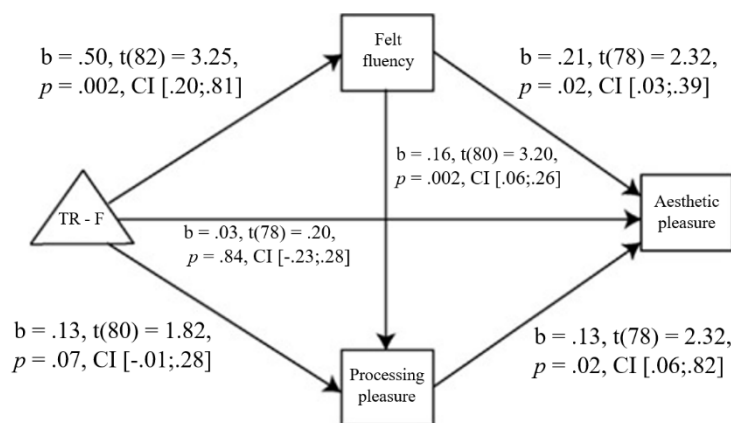 b = .50, t(82) = 3.25,
p = .002, CI [.20;.81]
Felt
fluency
b = .21, t(78) = 2.32,
p = .02, CI [.03;.39]
b = .16, t(80) = 3.20,
p = .002, CI [.06;.26]
TR - F
Aesthetic
pleasure
b = .03, t(78) = .20,
p = .84, CI [-.23;.28]
b = .13, t(80) = 1.82,
p = .07, CI [-.01;.28]
Processing
pleasure
b = .13, t(78) = 2.32,
p = .02, CI [.06;.82]